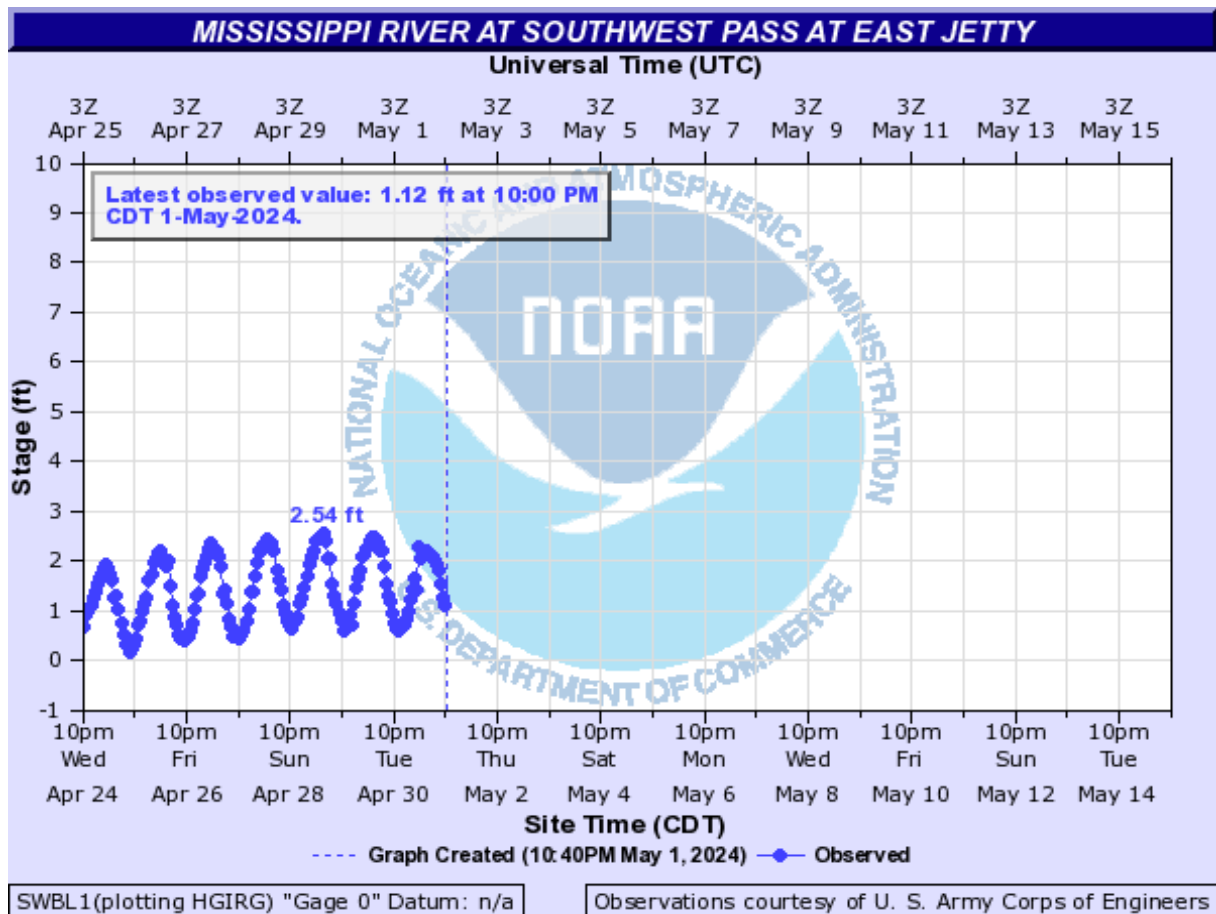 MISSISSIPPI RIVER AT SOUTHWEST PASS AT EAST JETTY
Universal Time (UTC)
3Z 3Z 3Z 3Z 3Z 3Z 3Z 3Z 3Z 3Z 3Z
Apr 25 Apr 27 Apr 29 May 1 May 3 May 5 May 7 May 9 May 11 May 13 May 15
Latest observed value: 1.12 ft at 10:00 PM
CDT 1-May-2024.
NATIONAL OCEANIC AND ATMOSPHERIC ADMINISTRATION
NOAA
U.S. DEPARTMENT OF COMMERCE
Stage (ft)
10
9
8
7
6
5
4
3
2
1
0
-1
2.54 ft
10pm 10pm 10pm 10pm 10pm 10pm 10pm 10pm 10pm 10pm 10pm
Wed Fri Sun Tue Thu Sat Mon Wed Fri Sun Tue
Apr 24 Apr 26 Apr 28 Apr 30 May 2 May 4 May 6 May 8 May 10 May 12 May 14
Site Time (CDT)
Graph Created (10:40PM May 1, 2024) Observed
SWBL1(plotting HGIRG) "Gage 0" Datum: n/a
Observations courtesy of U. S. Army Corps of Engineers